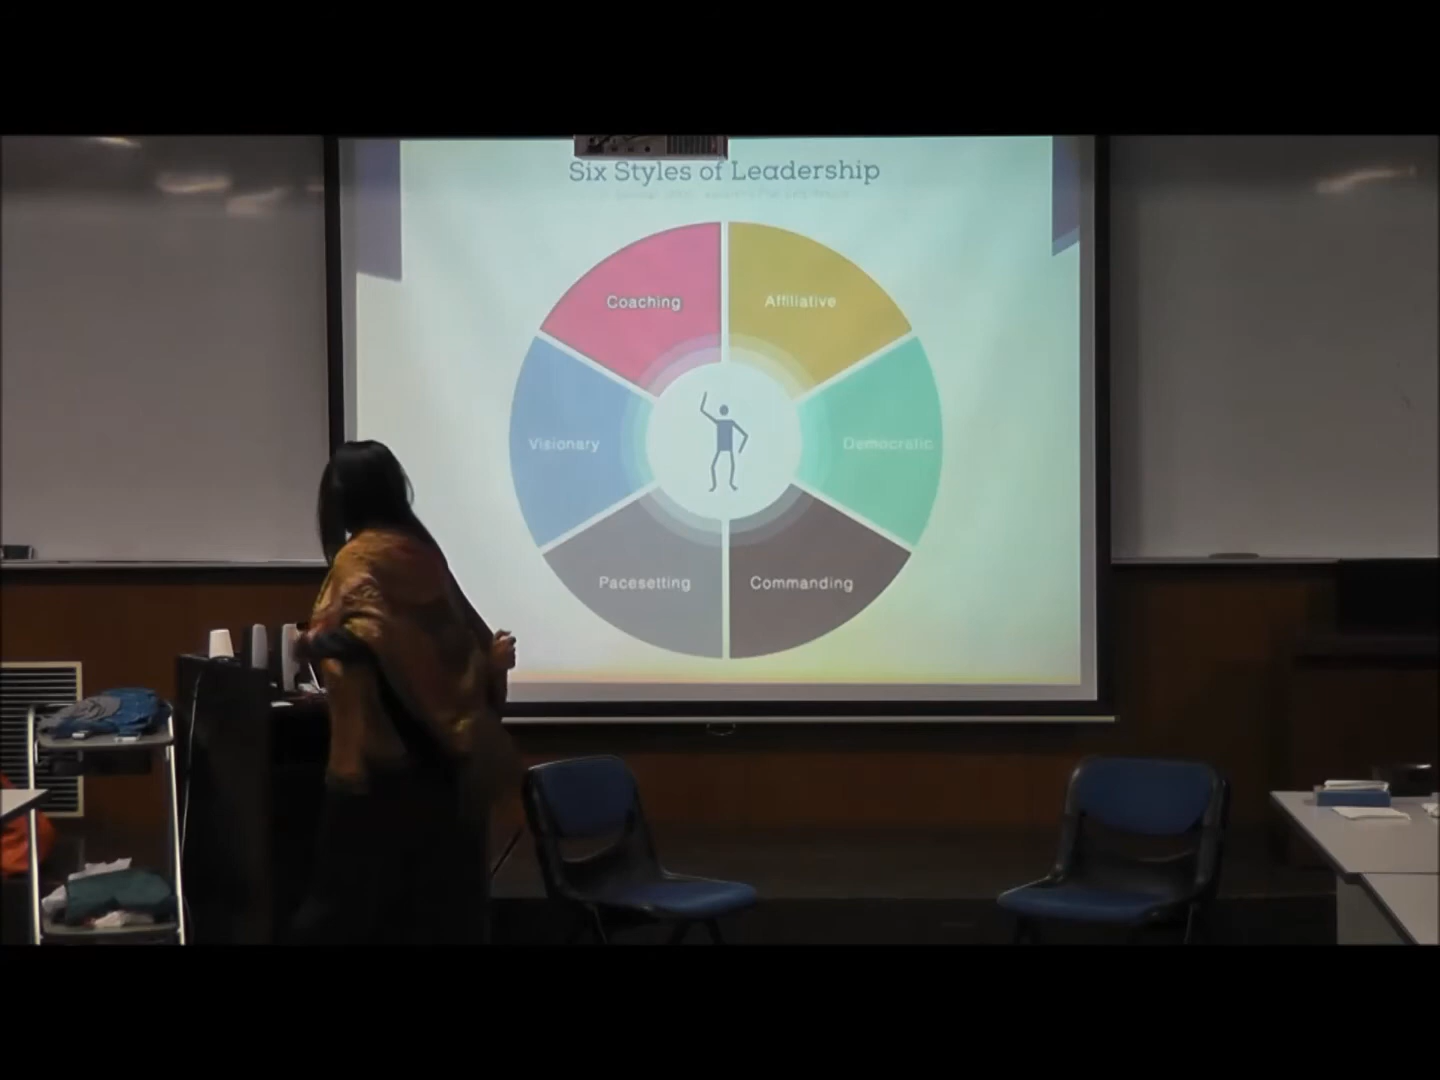 Six Styles of Leadership
Coaching
Affiliative
Visionary
Democratic
Pacesetting
Commanding